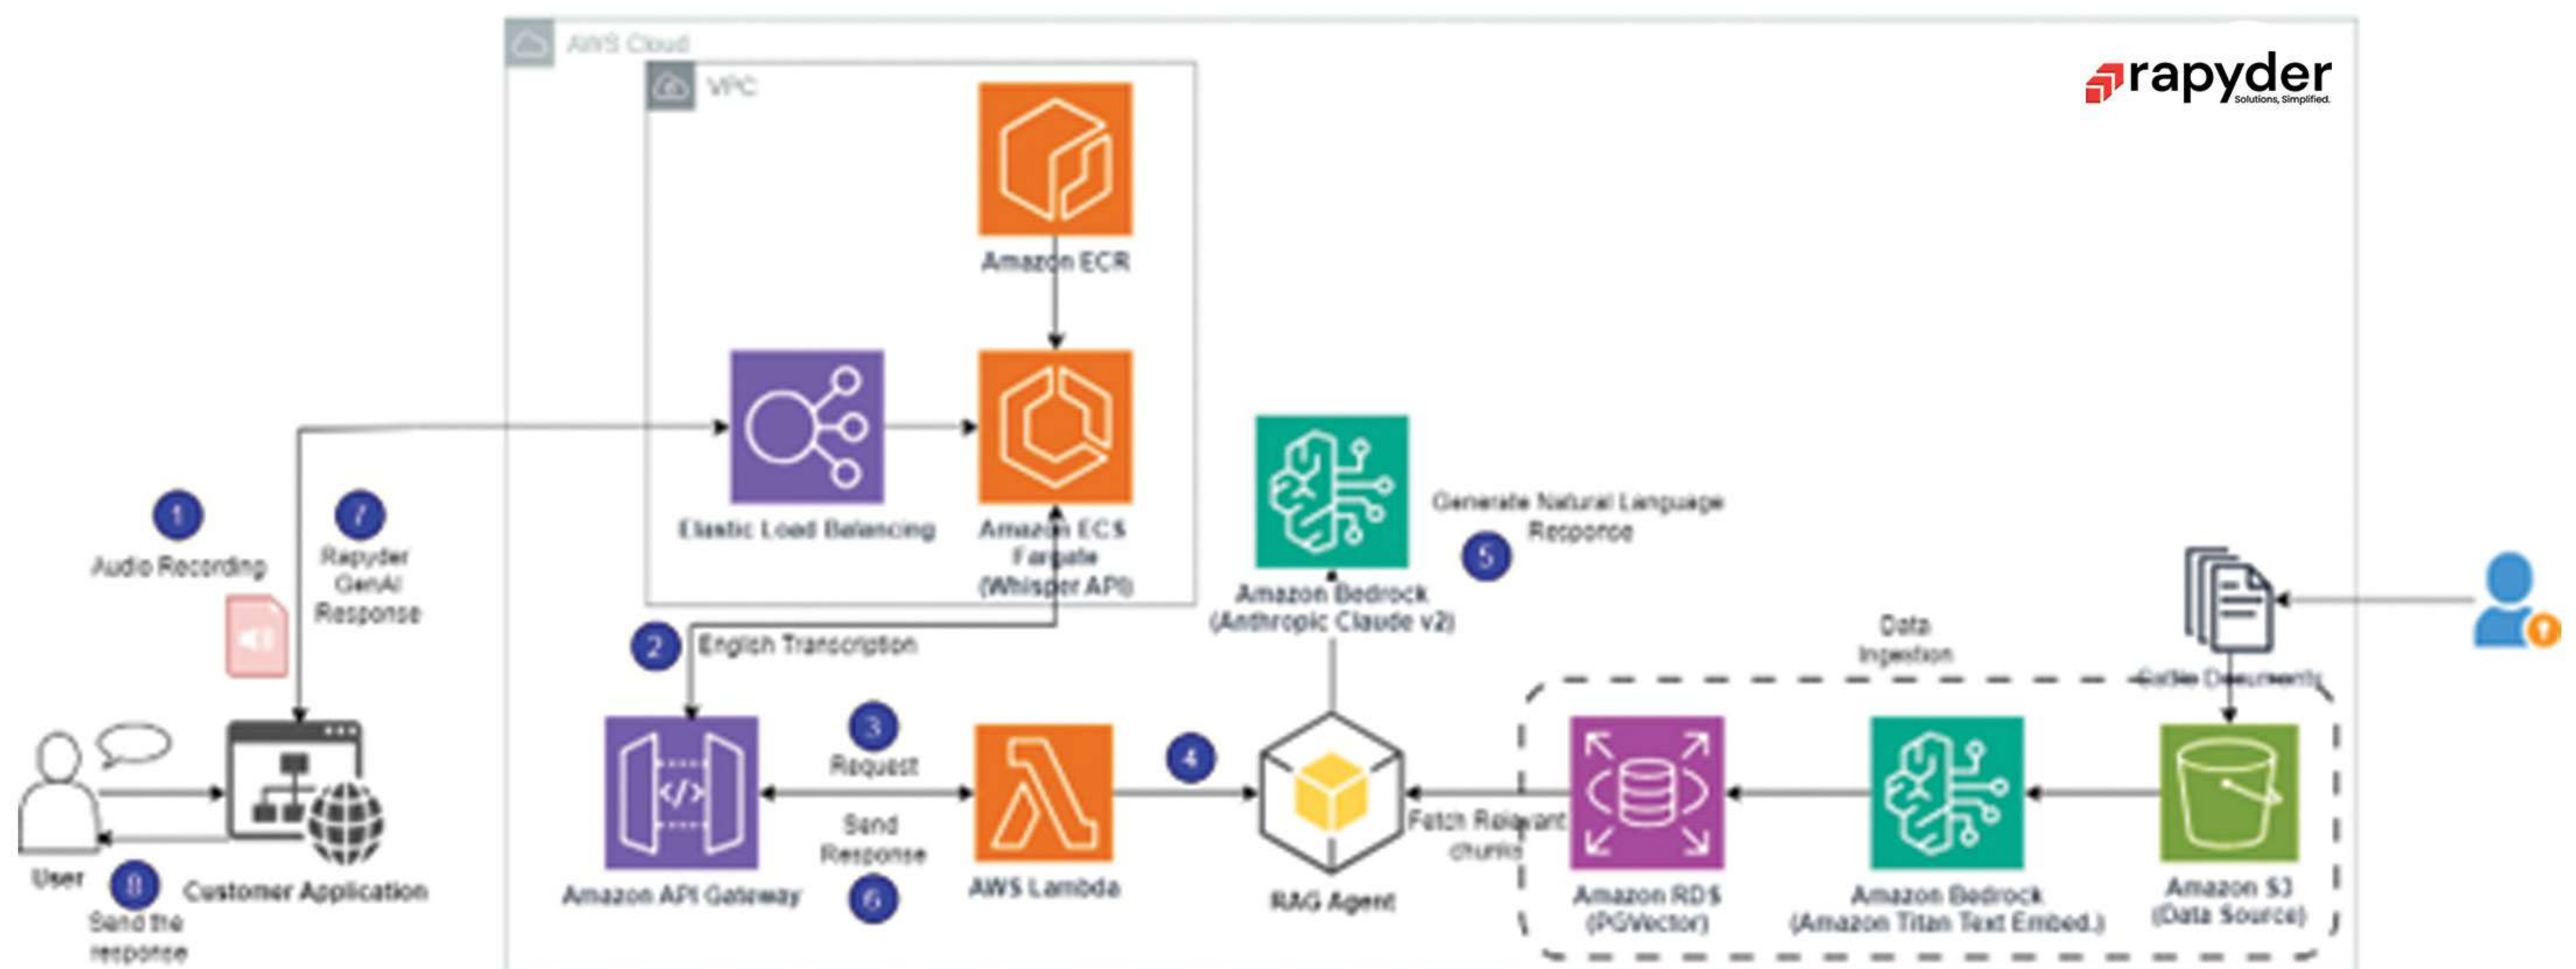 AWS Cloud
rapyder
Solutions, Simplified.
VPC
Amazon ECR
Elastic Load Balancing
Amazon ECS
Fargate
(Whisper API)
1
Audio Recording
7
Rapyder
GenAI
Response
2
English Transcription
Amazon Bedrock
(Anthropic Claude v2)
Generate Natural Language
Response
5
Data
Ingestion
Documents
3
Request
Send
Response
6
4
Fetch Relevant
chunks
User
8
Send the
response
Customer Application
Amazon API Gateway
AWS Lambda
RAG Agent
Amazon RDS
(PGVector)
Amazon Bedrock
(Amazon Titan Text Embed.)
Amazon S3
(Data Source)